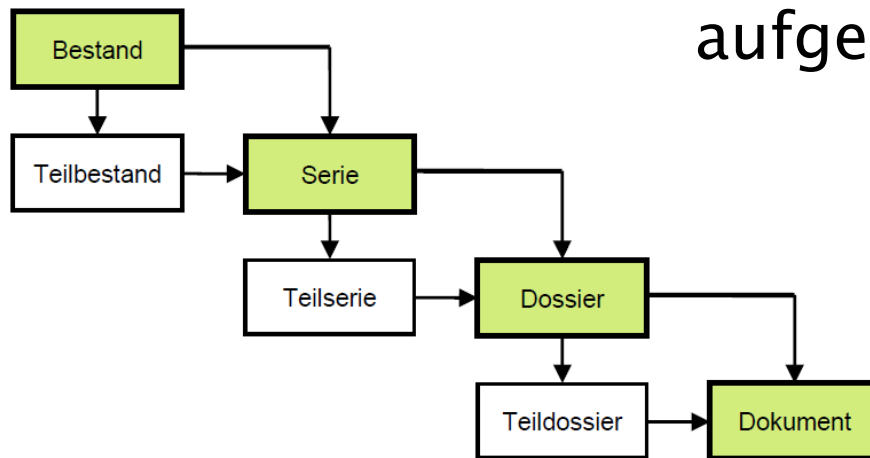 aufge
Bestand
Teilbestand
Serie
Teilserie
Dossier
Teildossier
Dokument